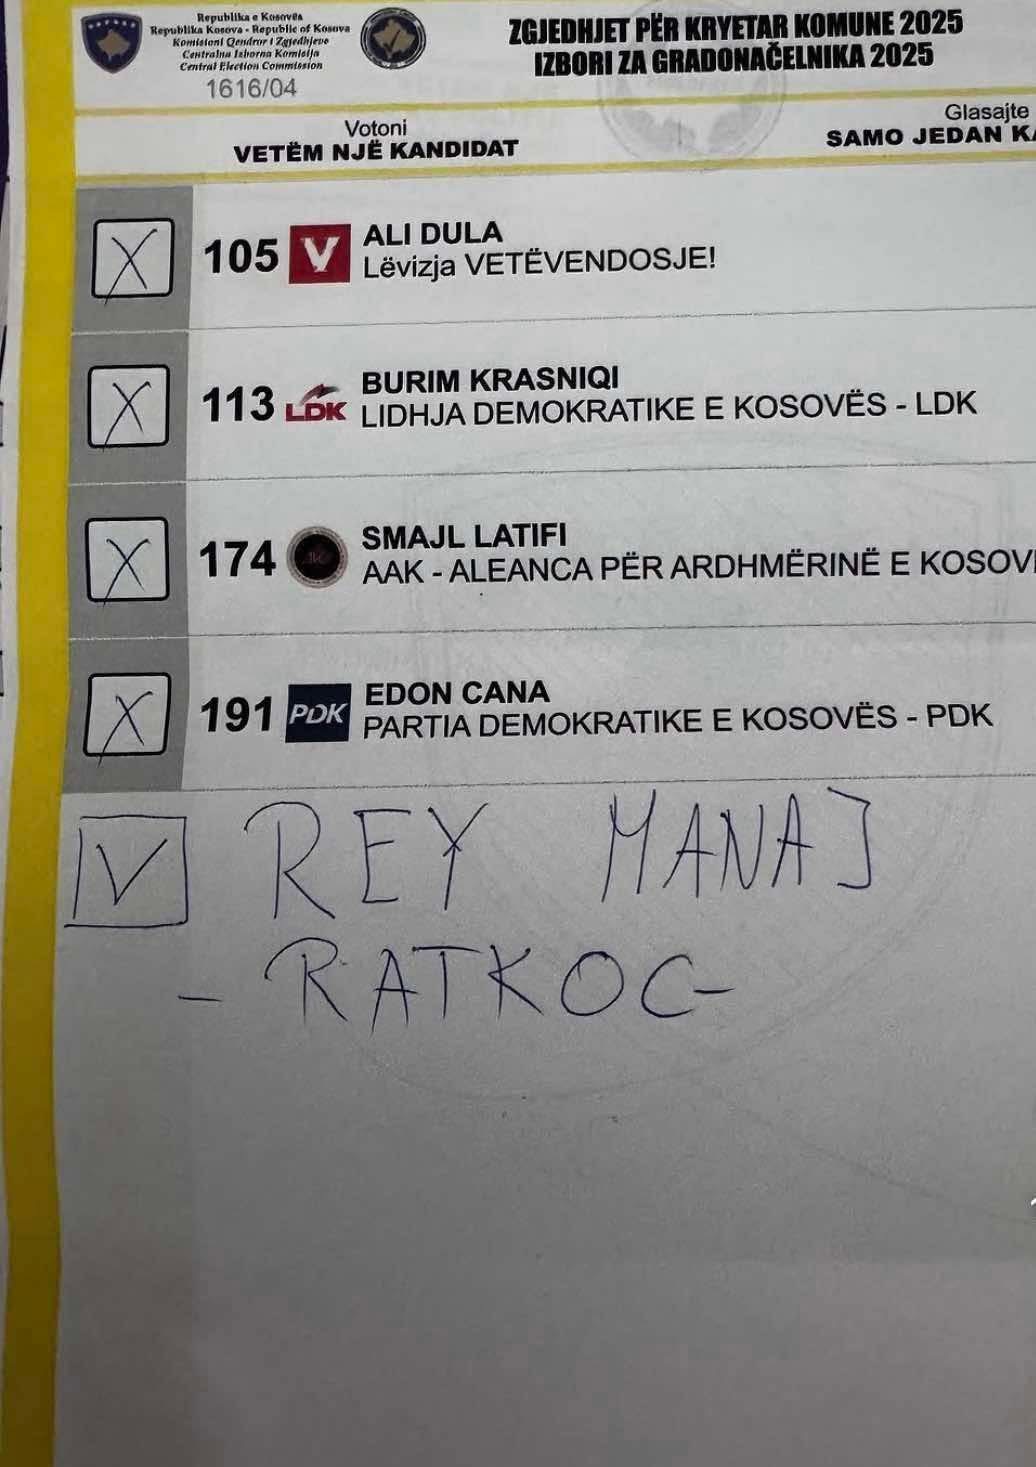 Republika e Kosovës
Republika Kosova - Republic of Kosova
Komisioni Qendror i Zgjedhjeve
Centralna Izborna Komisija
Central Election Commission
1616/04
ZGJEDHJET PËR KRYETAR KOMUNE 2025
IZBORI ZA GRADONAČELNIKA 2025
Votoni
VETËM NJË KANDIDAT
Glasajte
SAMO JEDAN
X 105 V ALI DULA
Lëvizja VETËVENDOSJE!
X 113 LDK BURIM KRASNIQI
LIDHJA DEMOKRATIKE E KOSOVËS - LDK
X 174 SMAJL LATIFI
AAK - ALEANCA PËR ARDHMËRINË E KOSOV
X 191 PDK EDON CANA
PARTIA DEMOKRATIKE E KOSOVËS - PDK
V REY MANAJ
- RATKOC-